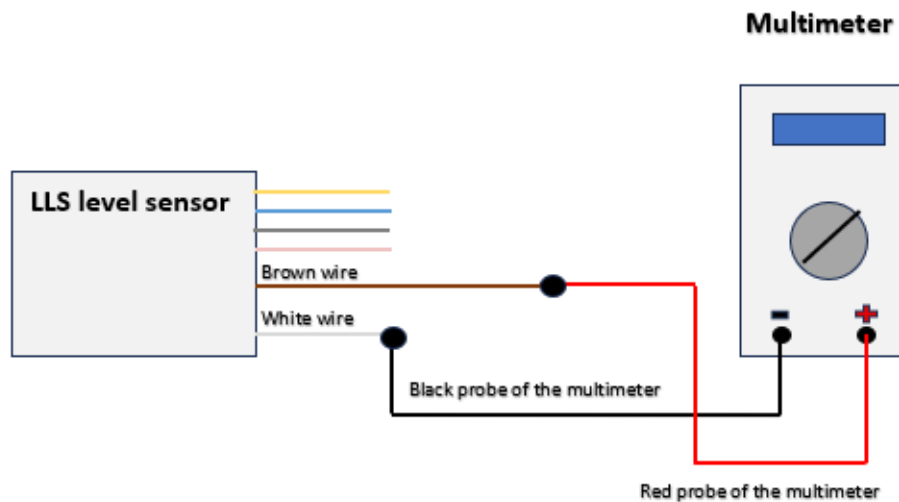 Multimeter
LLS level sensor
Brown wire
White wire
Black probe of the multimeter
Red probe of the multimeter